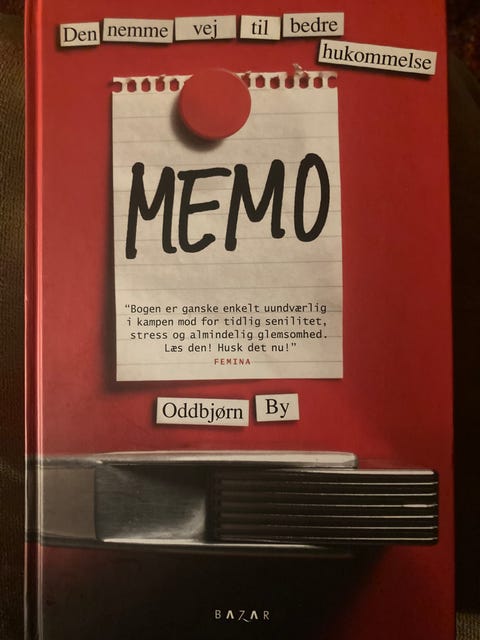 Den nemme vej til bedre
hukommelse
MEMO
“Bogen er ganske enkelt uundværlig
i kampen mod for tidlig senilitet,
stress og almindelig glemsomhed.
Læs den! Husk det nu!”
FEMINA
Oddbjørn By
BAZAR